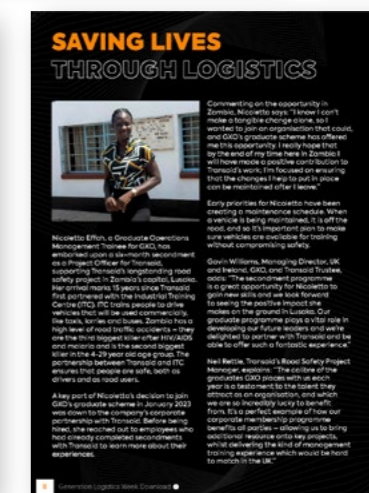 SAVING LIVES
THROUGH LOGISTICS
Nicoletta Effah, a Graduate Operations
Management Trainee for GXO, has
embarked upon a six-month secondment
as a Project Officer for Transaid,
supporting Transaid's longstanding road
safety project in Zambia's capital, Lusaka.
Her arrival marks 15 years since Transaid
first partnered with the Industrial Training
Centre (ITC). ITC trains people to drive
vehicles that will be used commercially,
like taxis, lorries and buses. Zambia has a
high level of road traffic accidents – they
are the third biggest killer after HIV/AIDS
and malaria and is the second biggest
killer in the 4-29 year old age group. The
partnership between Transaid and ITC
ensures that people are safe, both as
drivers and as road users.
A key part of Nicoletta's decision to join
GXO's graduate scheme in January 2023
was down to the company's corporate
partnership with Transaid. Before being
hired, she reached out to employees who
had already completed secondments
with Transaid to learn more about their
experiences.
Commenting on the opportunity in
Zambia, Nicoletta says: "I know I can't
make a tangible change alone, so I
wanted to join an organisation that could,
and GXO's graduate scheme has offered
me this opportunity. I really hope that
by the end of my time here in Zambia I
will have made a positive contribution to
Transaid's work; I'm focused on ensuring
that the changes I help to put in place
can be maintained after I leave."
Early priorities for Nicoletta have been
creating a maintenance schedule. When
a vehicle is being maintained, it is off the
road, and so it's important plan to make
sure vehicles are available for training
without compromising safety.
Gavin Williams, Managing Director, UK
and Ireland, GXO, and Transaid Trustee,
adds: "The secondment programme
is a great opportunity for Nicoletta to
gain new skills and we look forward
to seeing the positive impact she
makes on the ground in Lusaka. Our
graduate programme plays a vital role in
developing our future leaders and we're
delighted to partner with Transaid and be
able to offer such a fantastic experience."
Neil Rettie, Transaid's Road Safety Project
Manager, explains: "The calibre of the
graduates GXO places with us each
year is a testament to the talent they
attract as an organisation, and which
we are so incredibly lucky to benefit
from. It's a perfect example of how our
corporate membership programme
benefits all parties – allowing us to bring
additional resource onto key projects,
whilst delivering the kind of management
training experience which would be hard
to match in the UK."
Generation Logistics Week Download